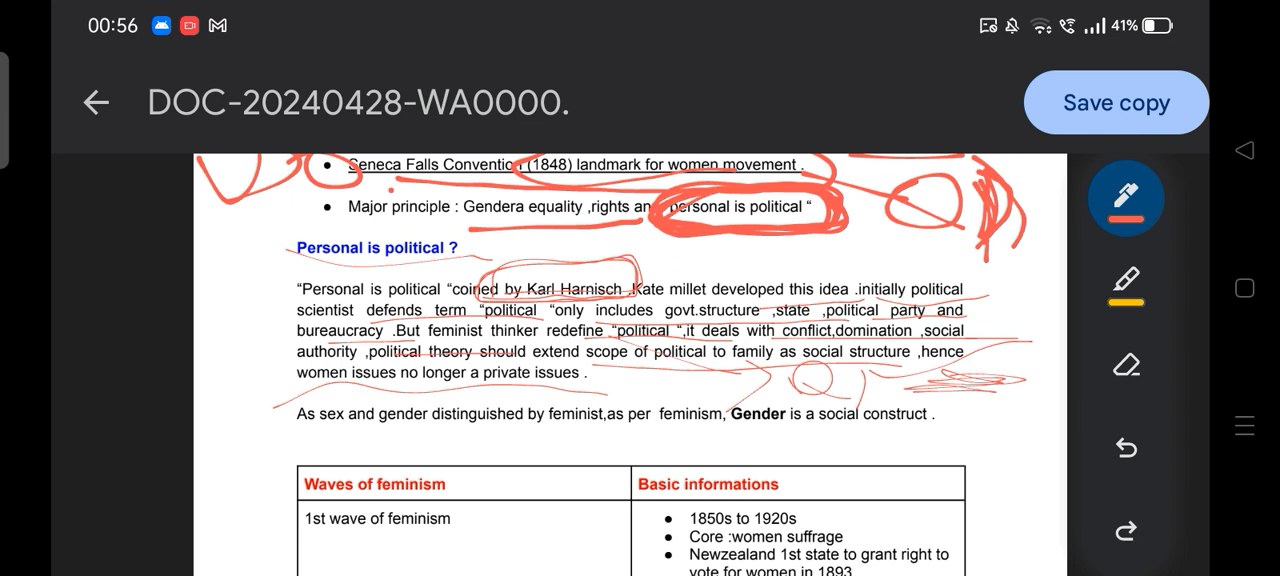 00:56
41%
DOC-20240428-WA0000.
Save copy
Seneca Falls Convention (1848) landmark for women movement .
Major principle : Gendera equality ,rights an personal is political “
Personal is political ?
“Personal is political “coined by Karl Harnisch .Kate millet developed this idea .initially political
scientist defends term “political “only includes govt.structure ,state ,political party and
bureaucracy .But feminist thinker redefine “political “,it deals with conflict,domination ,social
authority ,political theory should extend scope of political to family as social structure ,hence
women issues no longer a private issues .
As sex and gender distinguished by feminist,as per feminism, Gender is a social construct .
Waves of feminism
Basic informations
1st wave of feminism
1850s to 1920s
Core :women suffrage
Newzealand 1st state to grant right to
vote for women in 1893